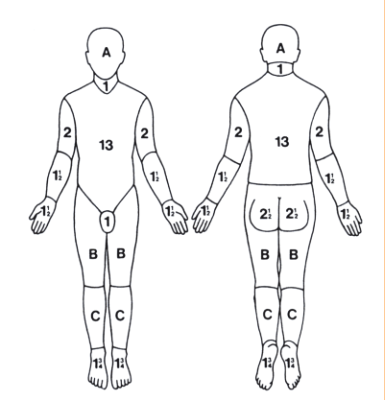 A A
1 1
2 13 2 2 13 2
1½ 1½ 1½ 1½
1½ 1½ 1½ 1½
1 2½ 2½
B B B B
C C C C
1¾ 1¾ 1¾ 1¾